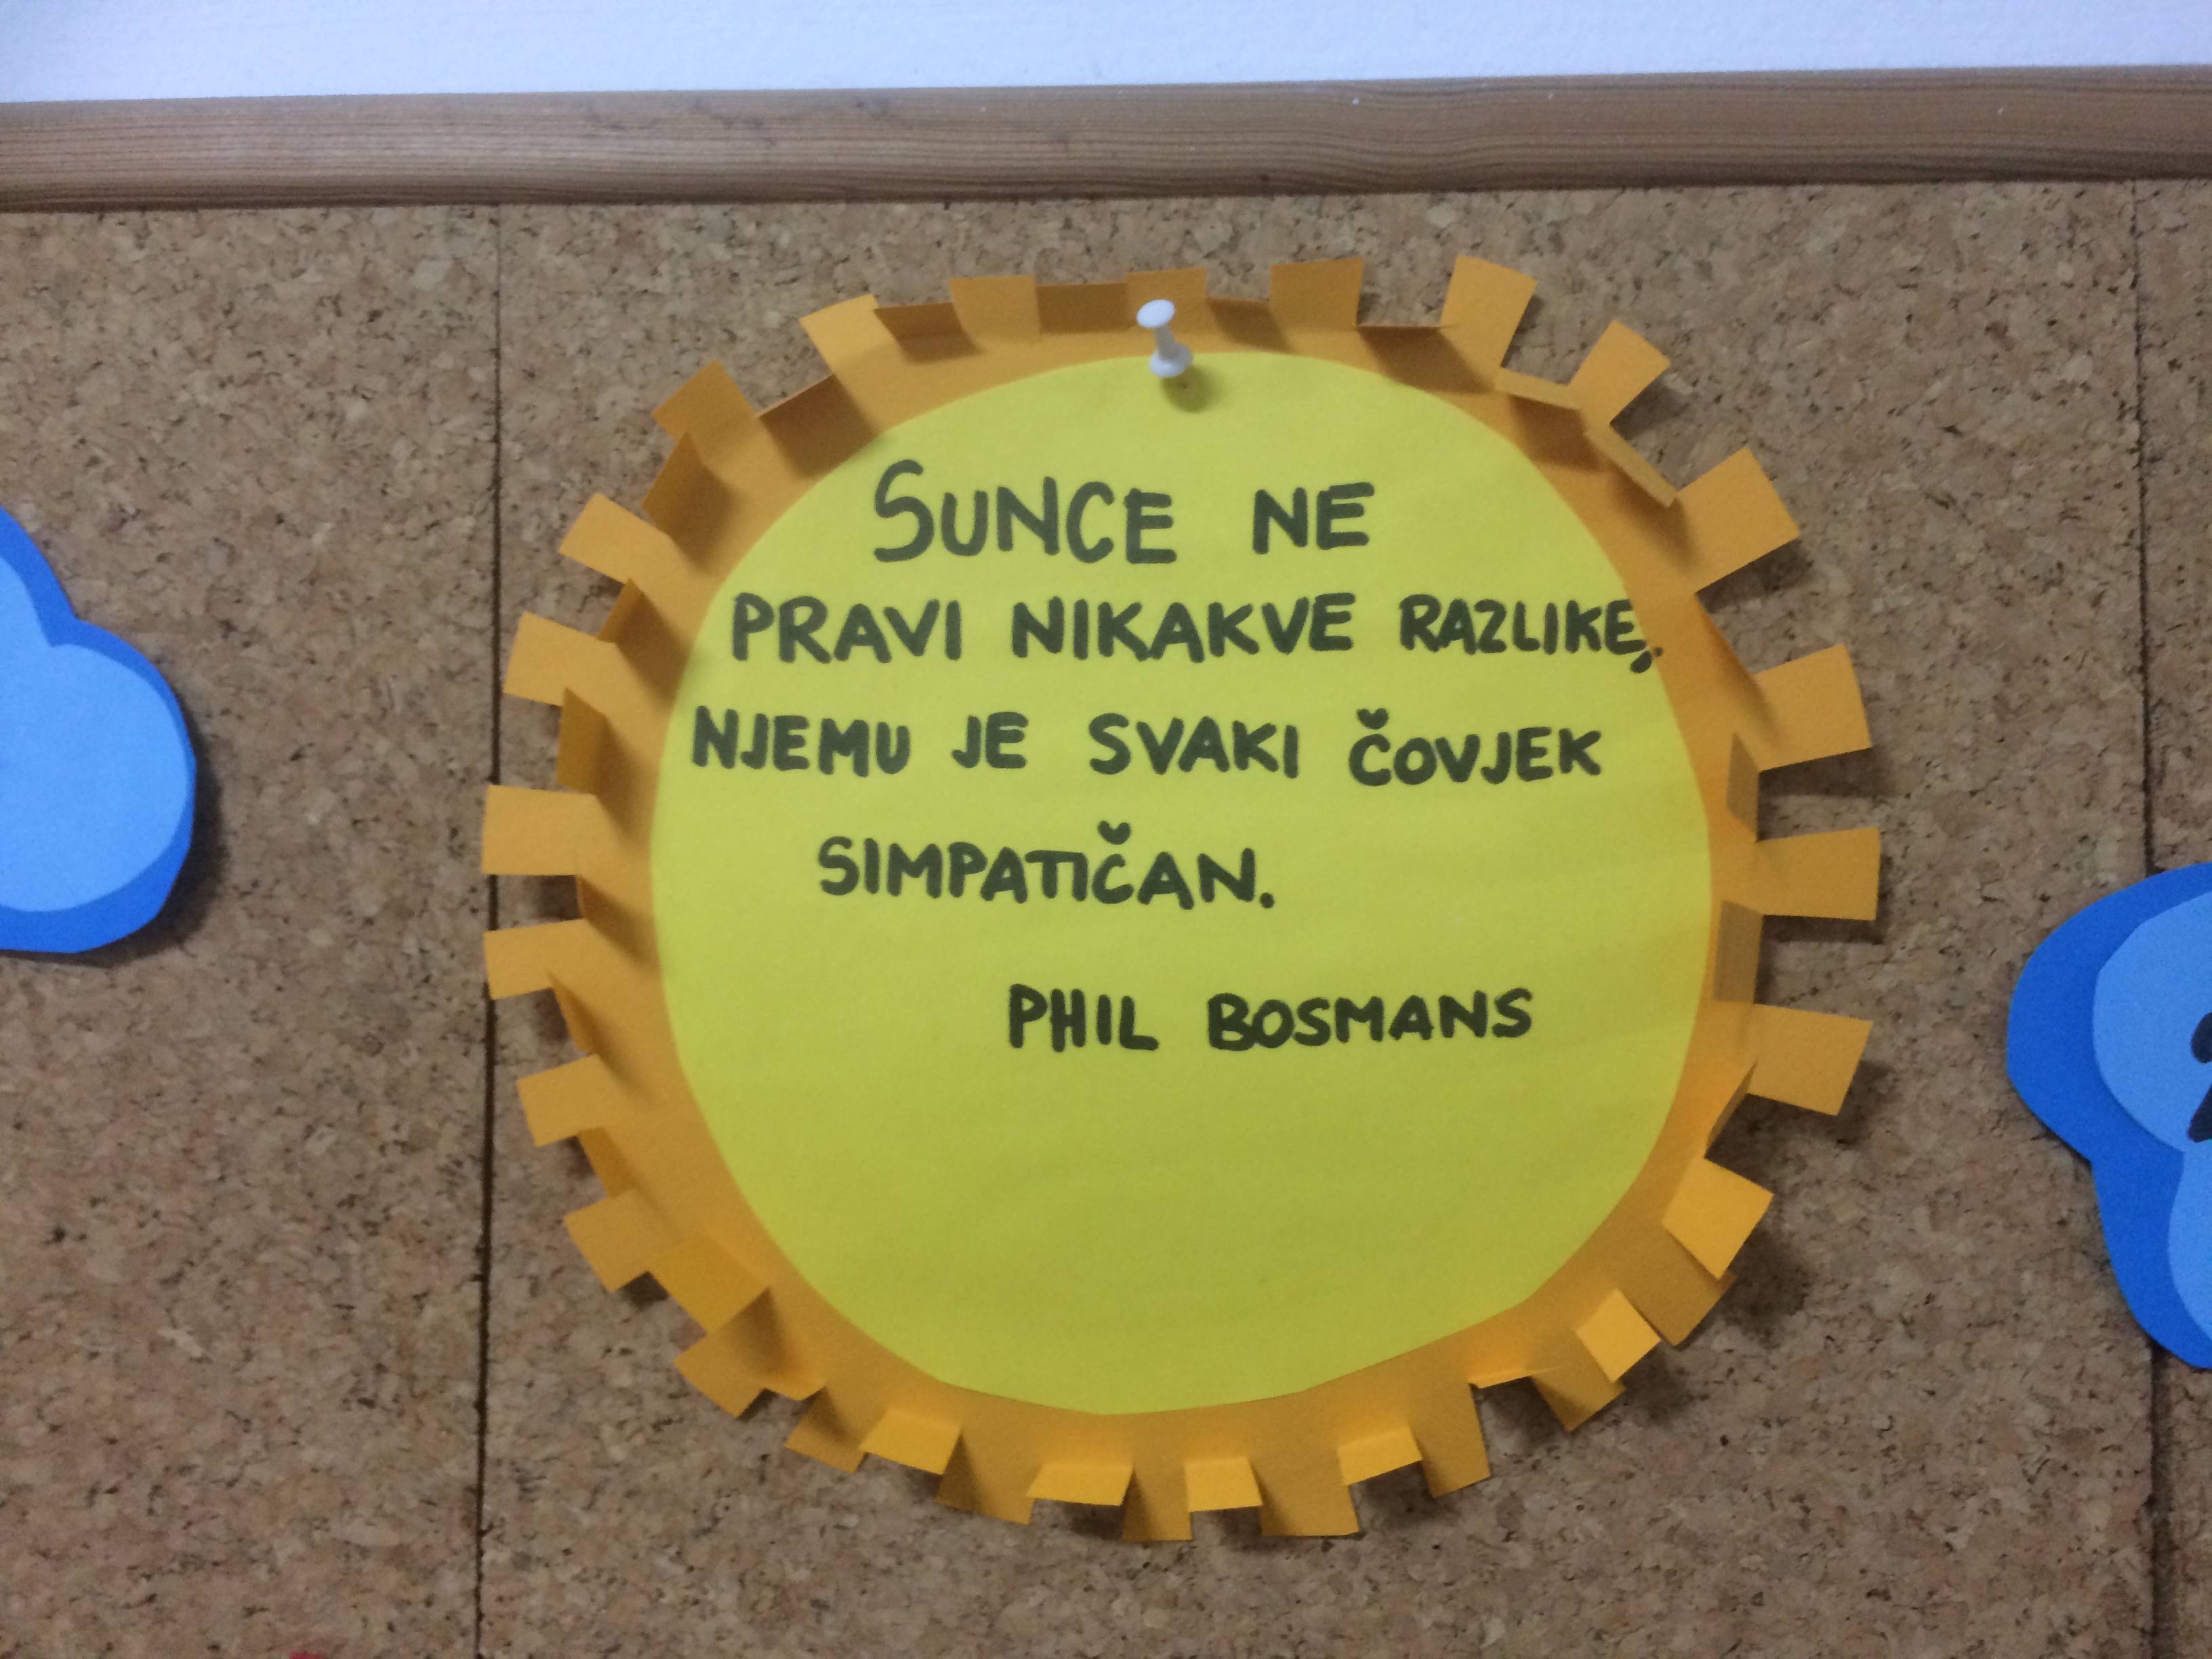 SUNCE NE
PRAVI NIKAKVE RAZLIKE,
NJEMU JE SVAKI ČOVJEK
SIMPATIČAN.
PHIL BOSMANS